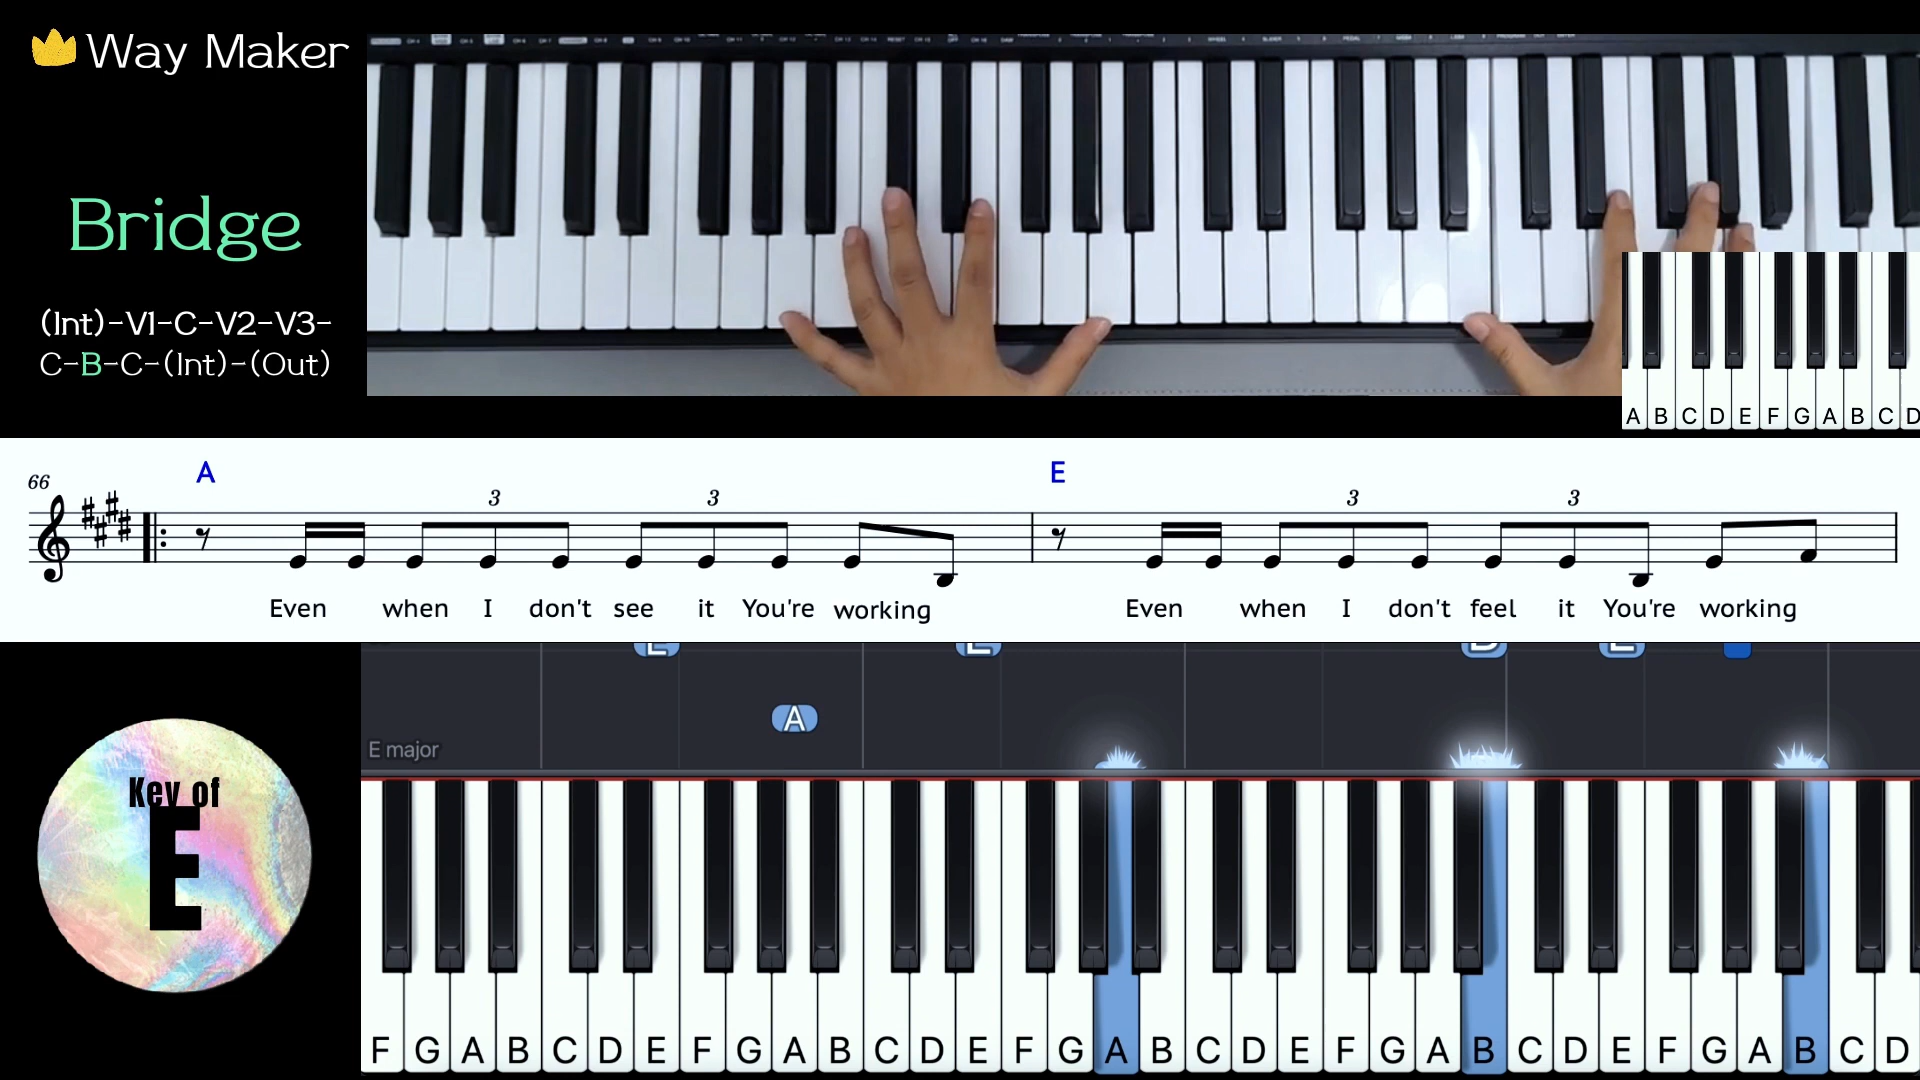 Way Maker
Bridge
(Int)-V1-C-V2-V3-
C-B-C-(Int)-(Out)
A B C D E F G A B C D
66
A E
3 3 3 3
Even when I don't see it You're working Even when I don't feel it You're working
A
E major
Key of
E
F G A B C D E F G A B C D E F G A B C D E F G A B C D E F G A B C D